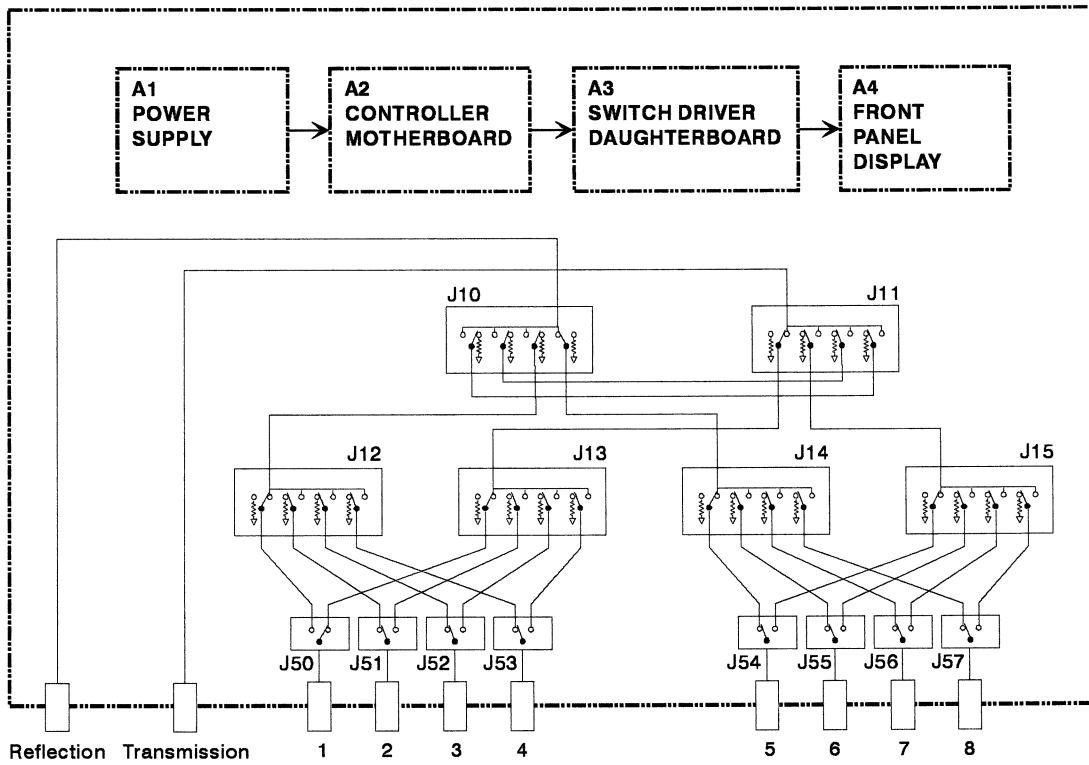 A1
POWER
SUPPLY
A2
CONTROLLER
MOTHERBOARD
A3
SWITCH DRIVER
DAUGHTERBOARD
A4
FRONT
PANEL
DISPLAY
J10
J11
J12
J13
J14
J15
J50
J51
J52
J53
J54
J55
J56
J57
Reflection
Transmission
1
2
3
4
5
6
7
8